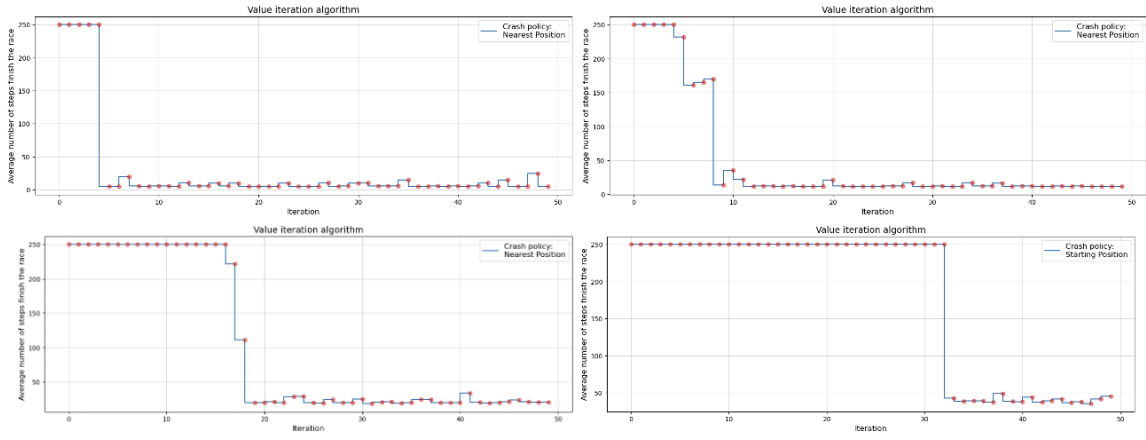 Value iteration algorithm
Crash policy:
Nearest Position
Average number of steps finish the race
250
200
150
100
50
0
0
10
20
30
40
50
Iteration
Value iteration algorithm
Crash policy:
Nearest Position
Average number of steps finish the race
250
200
150
100
50
0
0
10
20
30
40
50
Iteration
Value iteration algorithm
Crash policy:
Nearest Position
Average number of steps finish the race
250
200
150
100
50
0
10
20
30
40
50
Iteration
Value iteration algorithm
Crash policy:
Starting Position
Average number of steps finish the race
250
200
150
100
50
0
10
20
30
40
50
Iteration